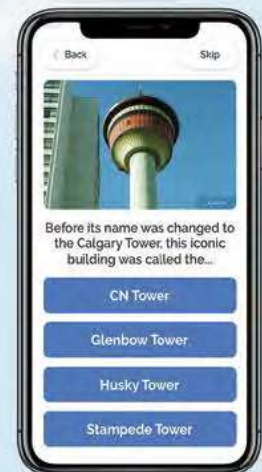 Back
Skip
Before its name was changed to
the Calgary Tower, this iconic
building was called the...
CN Tower
Glenbow Tower
Husky Tower
Stampede Tower